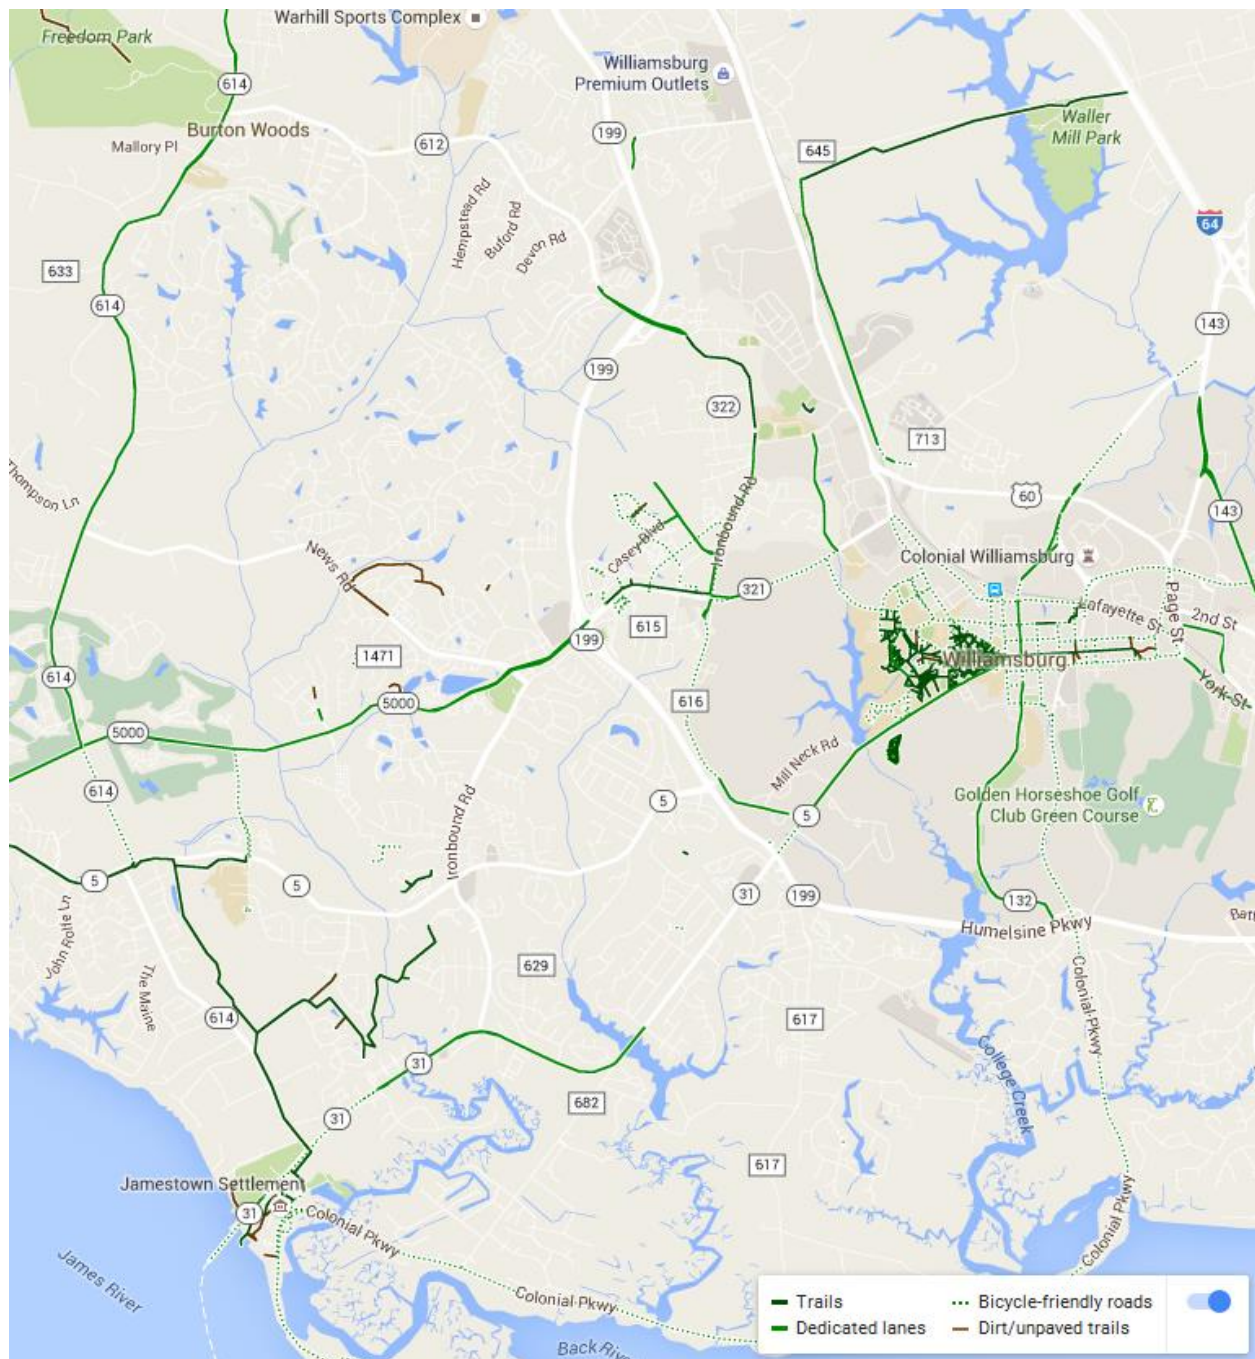 Warhill Sports Complex
Freedom Park
Williamsburg
Premium Outlets
614
Burton Woods
Mallory Pl
612
199
645
Waller
Mill Park
Hempstead Rd
Buford Rd
Devon Rd
64
633
614
143
199
322
713
Thompson Ln
60
143
News Rd
Casey Blvd
Ironbound Rd
Colonial Williamsburg
321
Page St
Lafayette St
2nd St
199
615
1471
Williamsburg
614
York St
5000
616
5000
Mill Neck Rd
614
5
5
Golden Horseshoe Golf
Club Green Course
Ironbound Rd
5
5
31
199
132
John Rolfe Ln
Humelsine Pkwy
The Maine
629
Colonial Pkwy
614
617
31
College Creek
682
31
617
Jamestown Settlement
31
Colonial Pkwy
Colonial Pkwy
James River
Colonial Pkwy
Trails
Bicycle-friendly roads
Dedicated lanes
Dirt/unpaved trails